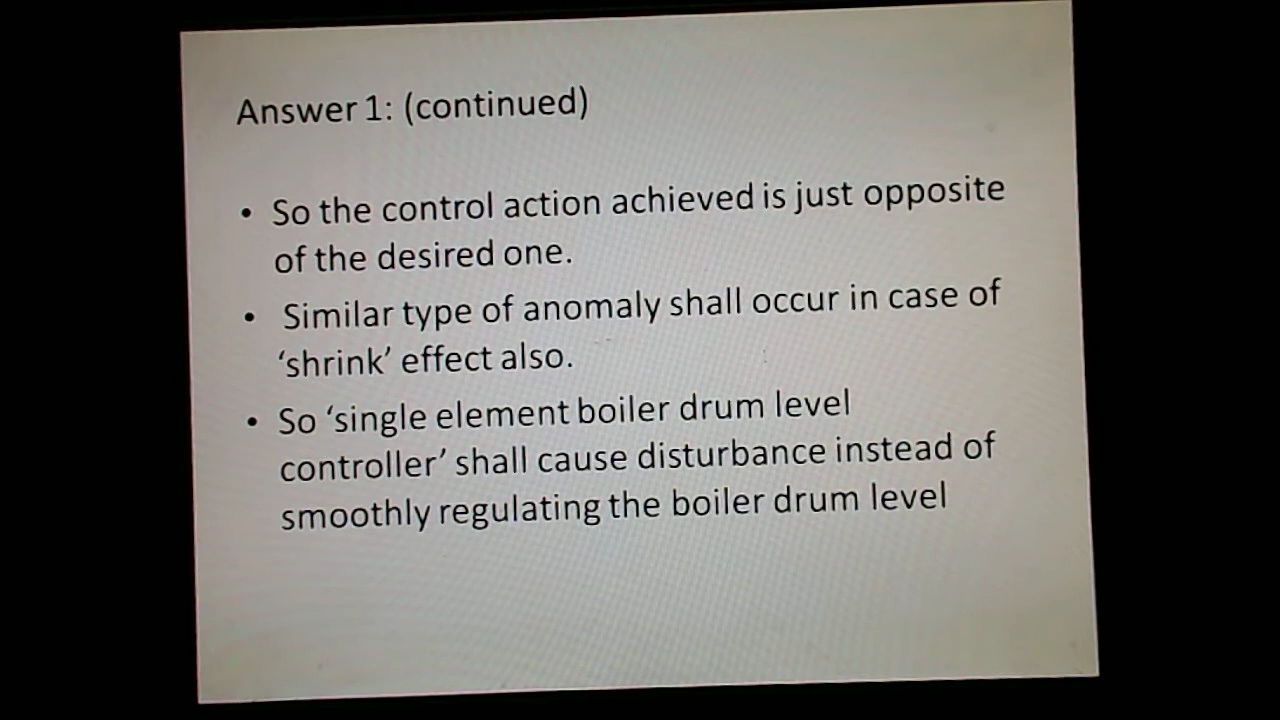 Answer 1: (continued)
• So the control action achieved is just opposite
of the desired one.
• Similar type of anomaly shall occur in case of
‘shrink’ effect also.
• So ‘single element boiler drum level
controller’ shall cause disturbance instead of
smoothly regulating the boiler drum level